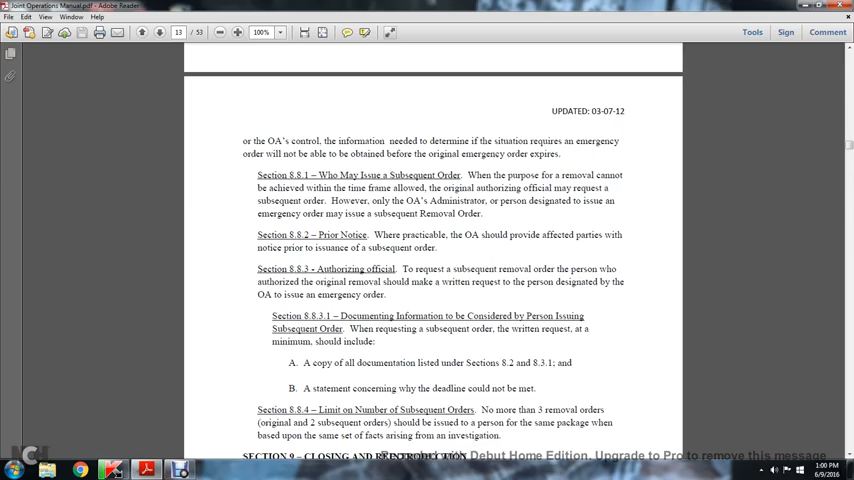 Joint Operations Manual.pdf - Adobe Reader
File Edit View Window Help
13 / 53 100% Tools Sign Comment
UPDATED: 03-07-12
or the OA's control, the information needed to determine if the situation requires an emergency
order will not be able to be obtained before the original emergency order expires.
Section 8.8.1 – Who May Issue a Subsequent Order. When the purpose for a removal cannot
be achieved within the time frame allowed, the original authorizing official may request a
subsequent order. However, only the OA's Administrator, or person designated to issue an
emergency order may issue a subsequent Removal Order.
Section 8.8.2 – Prior Notice. Where practicable, the OA should provide affected parties with
notice prior to issuance of a subsequent order.
Section 8.8.3 - Authorizing official. To request a subsequent removal order the person who
authorized the original removal should make a written request to the person designated by the
OA to issue an emergency order.
Section 8.8.3.1 – Documenting Information to be Considered by Person Issuing
Subsequent Order. When requesting a subsequent order, the written request, at a
minimum, should include:
A. A copy of all documentation listed under Sections 8.2 and 8.3.1; and
B. A statement concerning why the deadline could not be met.
Section 8.8.4 – Limit on Number of Subsequent Orders. No more than 3 removal orders
(original and 2 subsequent orders) should be issued to a person for the same package when
based upon the same set of facts arising from an investigation.
SECTION 9 – CLOSING AND REINTRODUCTION
with Debut Home Edition. Upgrade to Pro to remove this message
NCH
1:00 PM
6/9/2016